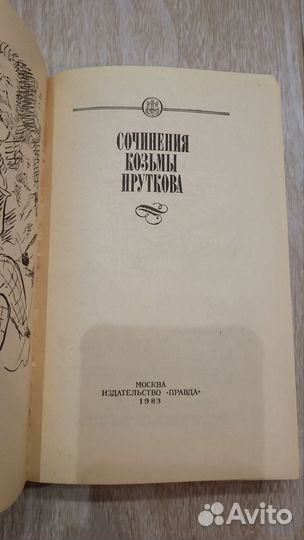 СОЧИНЕНИЯ
КОЗЬМЫ
ПРУТКОВА
МОСКВА
ИЗДАТЕЛЬСТВО «ПРАВДА»
1983
Avito